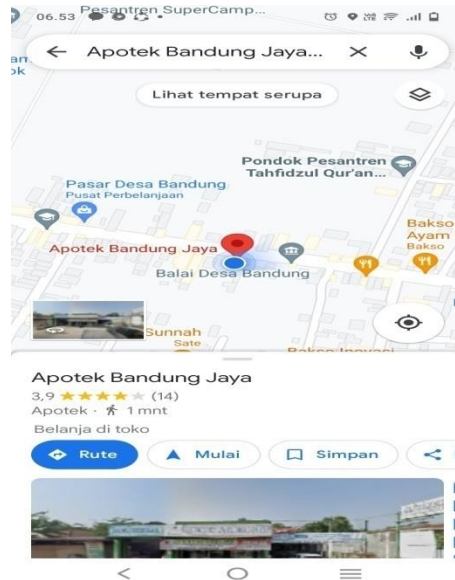 Pesantren SuperCamp...
06.53
Apotek Bandung Jaya...
Lihat tempat serupa
Pondok Pesantren
Tahfidzul Qur'an...
Pasar Desa Bandung
Pusat Perbelanjaan
Bakso
Ayam
Bakso
Apotek Bandung Jaya
Balai Desa Bandung
Sunnah
Sate
Bakso Inovasi
Apotek Bandung Jaya
3,9 (14)
Apotek · 1 mnt
Belanja di toko
Rute
Mulai
Simpan